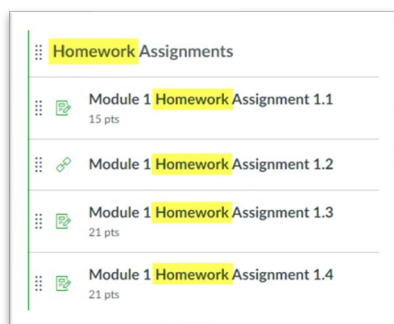 Homework Assignments
Module 1 Homework Assignment 1.1
15 pts
Module 1 Homework Assignment 1.2
Module 1 Homework Assignment 1.3
21 pts
Module 1 Homework Assignment 1.4
21 pts